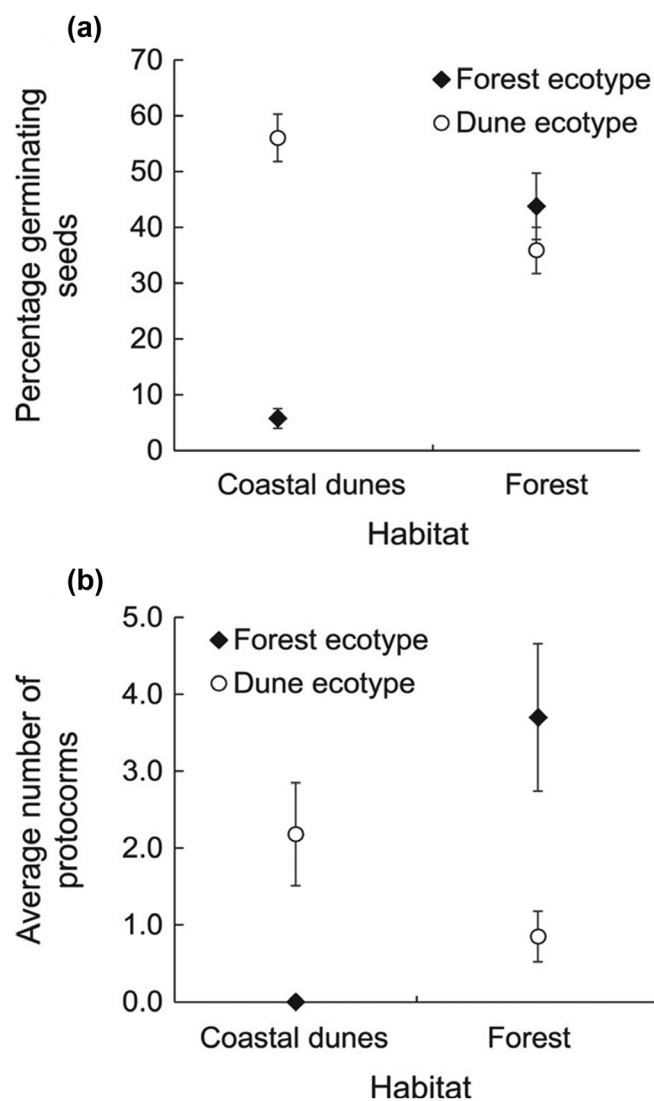 (a)
Percentage germinating
seeds
70
60
50
40
30
20
10
0
Forest ecotype
Dune ecotype
Coastal dunes
Forest
Habitat
(b)
Average number of
protocorms
5.0
4.0
3.0
2.0
1.0
0.0
Forest ecotype
Dune ecotype
Coastal dunes
Forest
Habitat